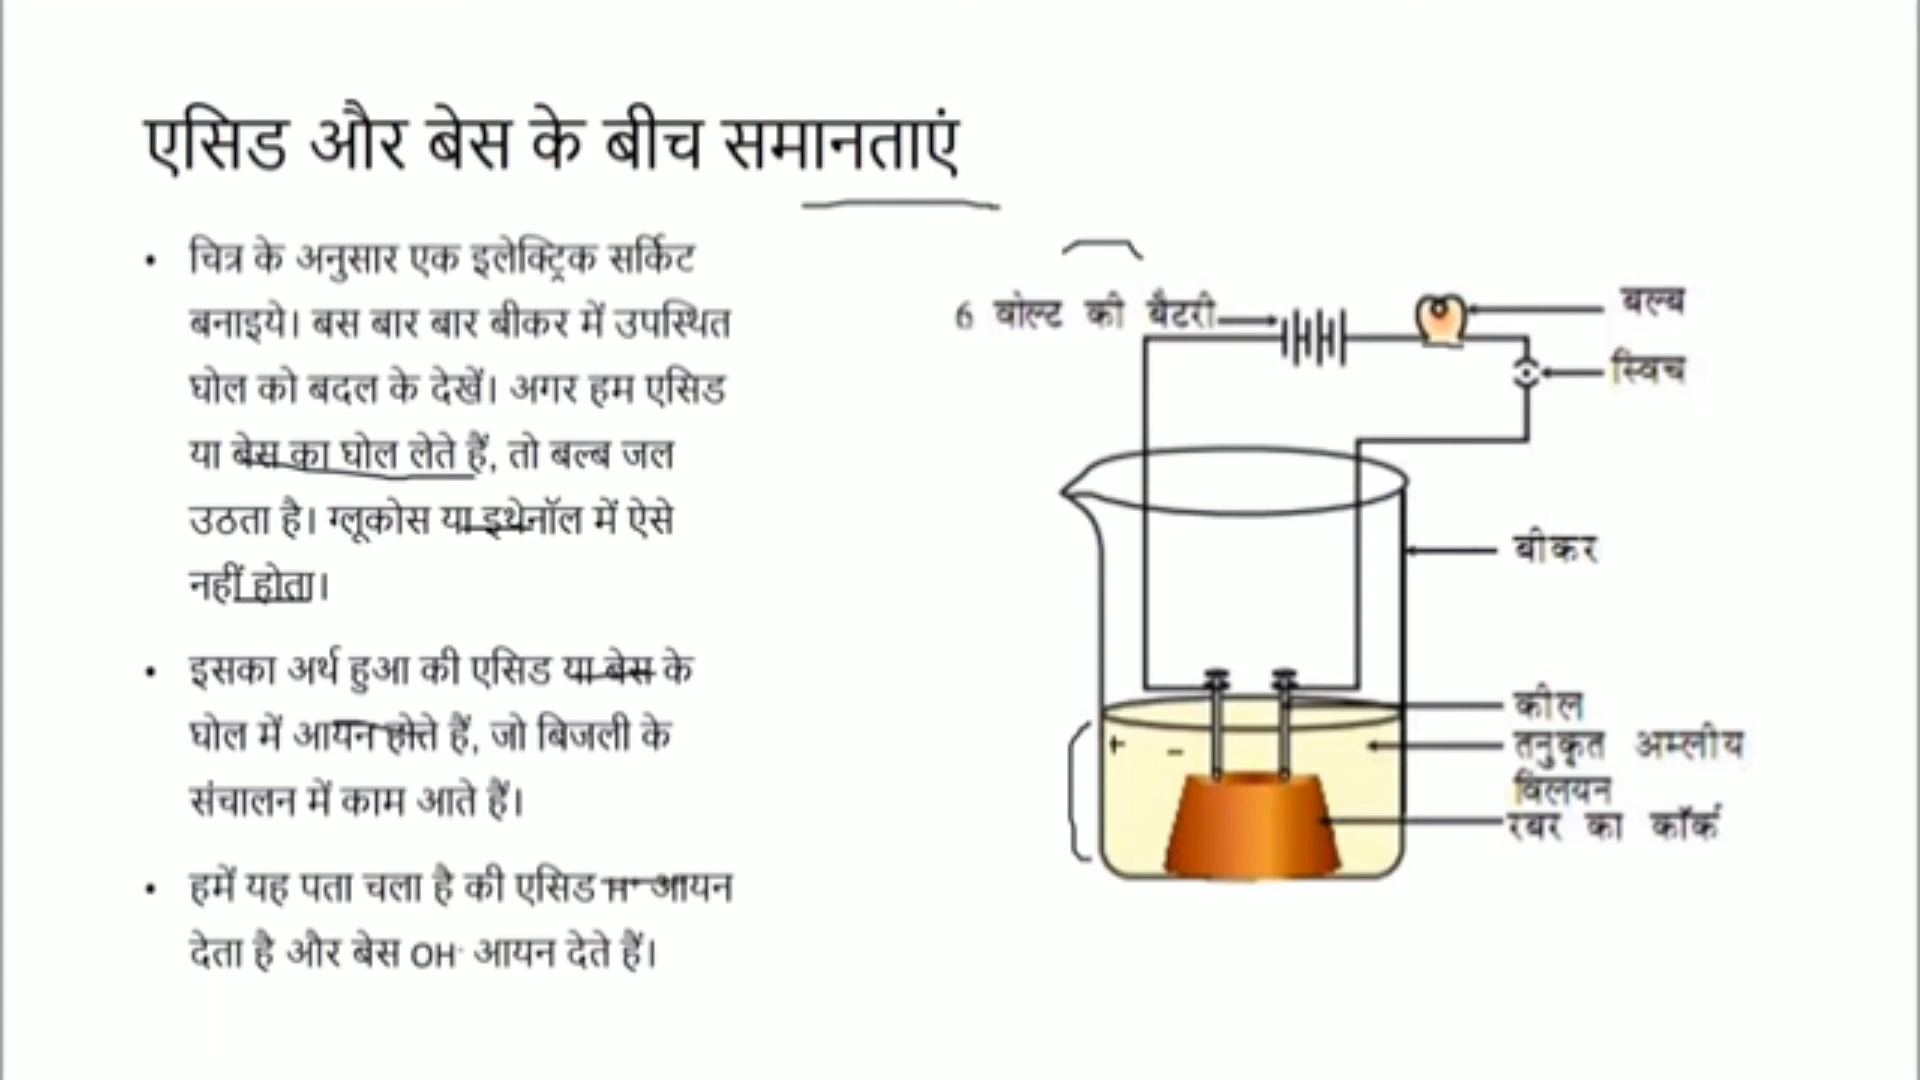 एसिड और बेस के बीच समानताएं
• चित्र के अनुसार एक इलेक्ट्रिक सर्किट
बनाइये। बस बार बार बीकर में उपस्थित
घोल को बदल के देखें। अगर हम एसिड
या बेस का घोल लेते हैं, तो बल्ब जल
उठता है। ग्लूकोस या इथेनॉल में ऐसे
नहीं होता।
• इसका अर्थ हुआ की एसिड या बेस के
घोल में आयन होते हैं, जो बिजली के
संचालन में काम आते हैं।
• हमें यह पता चला है की एसिड H⁺ आयन
देता है और बेस OH⁻ आयन देते हैं।
6 वोल्ट की बैटरी
बल्ब
स्विच
बीकर
कील
तनुकृत अम्लीय
विलयन
रबर का कॉर्क
+ -